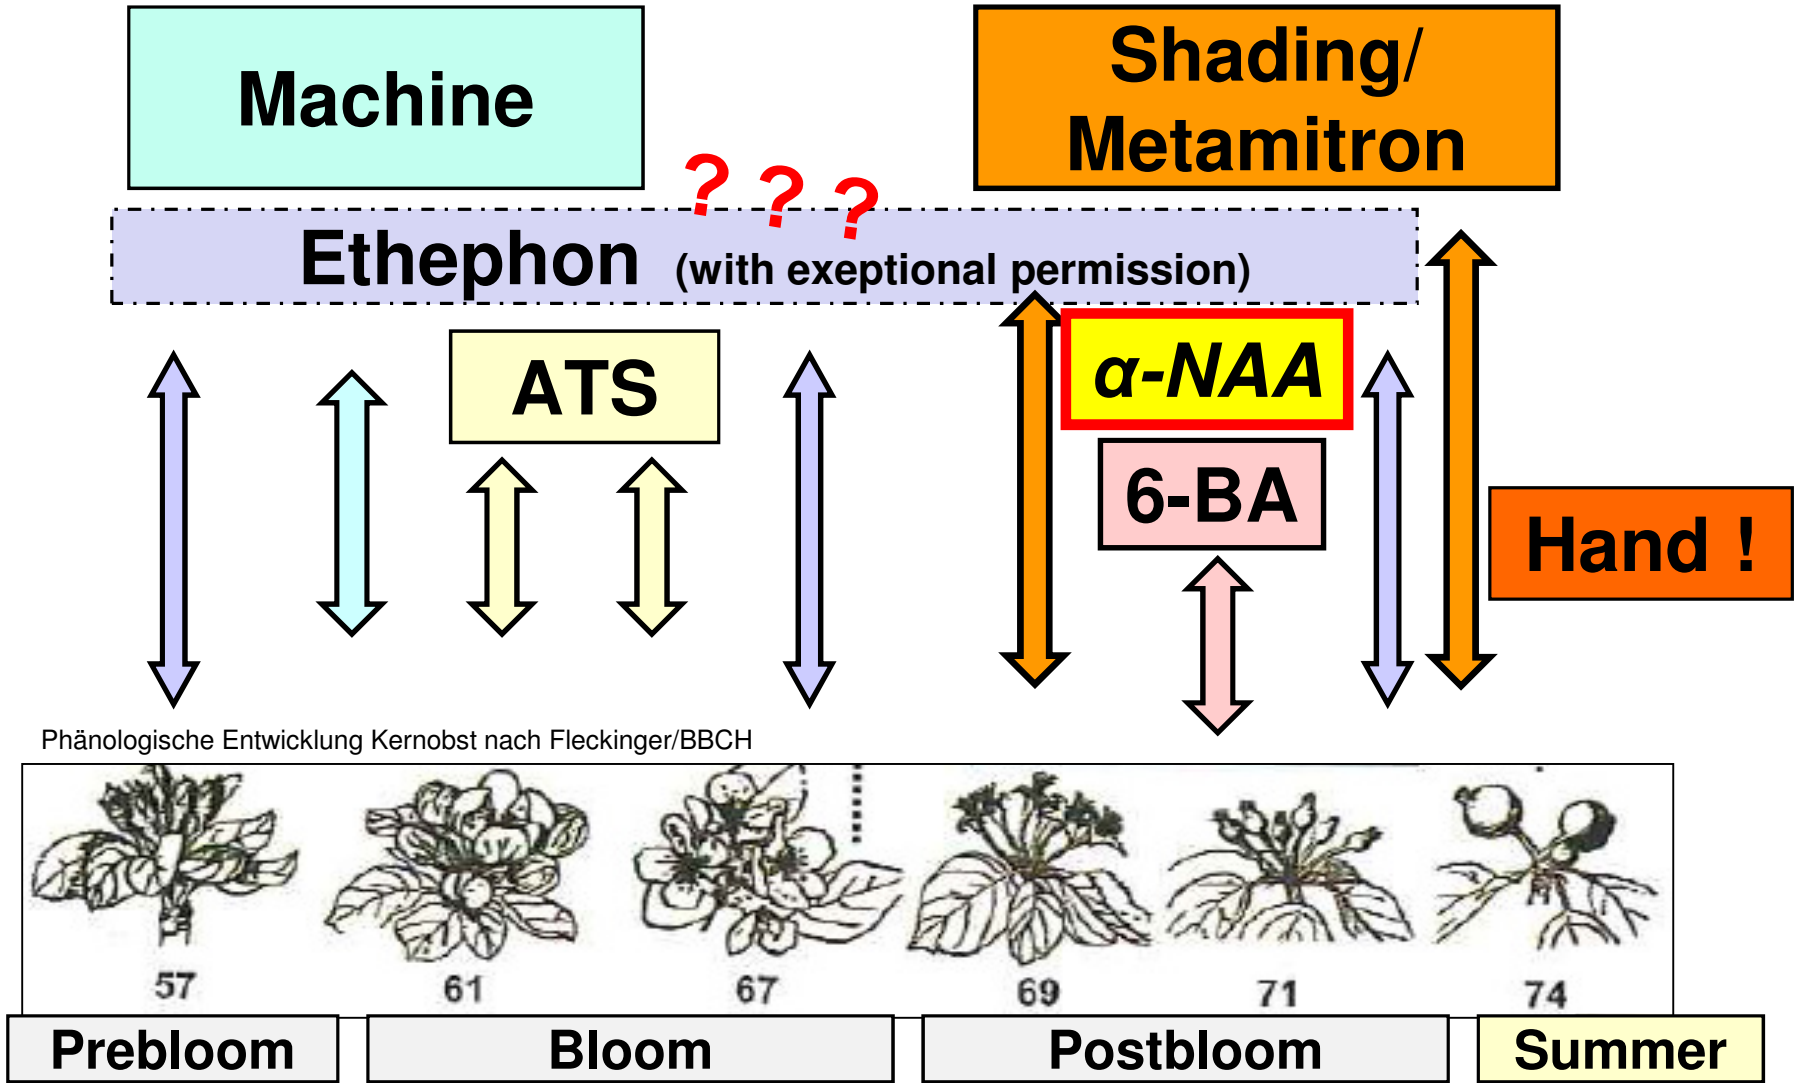 Machine
Shading/
Metamitron
? ? ?
Ethephon (with exeptional permission)
ATS
α-NAA
6-BA
Hand !
Phänologische Entwicklung Kernobst nach Fleckinger/BBCH
57 61 67 69 71 74
Prebloom Bloom Postbloom Summer